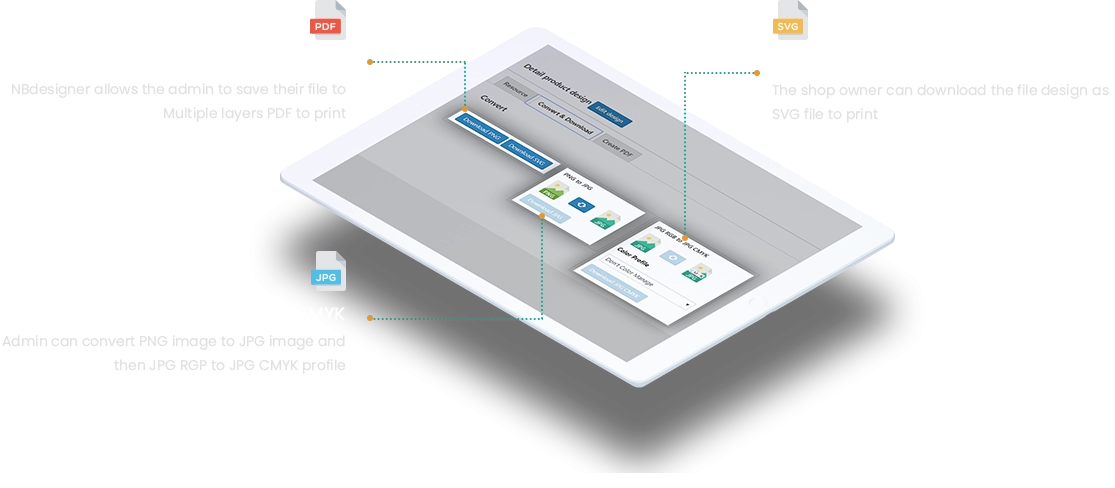 PDF
NBdesigner allows the admin to save their file to
Multiple layers PDF to print
SVG
The shop owner can download the file design as
SVG file to print
Detail product design
Edit design
Resource
Convert & Download
Create PDF
Convert
Download PNG
Download SVG
PNG to JPG
PNG
JPG
Download JPG
JPG RGB to JPG CMYK
JPG
JPG
Color Profile
Don't Color Manage
Download JPG CMYK
JPG
MYK
Admin can convert PNG image to JPG image and
then JPG RGP to JPG CMYK profile